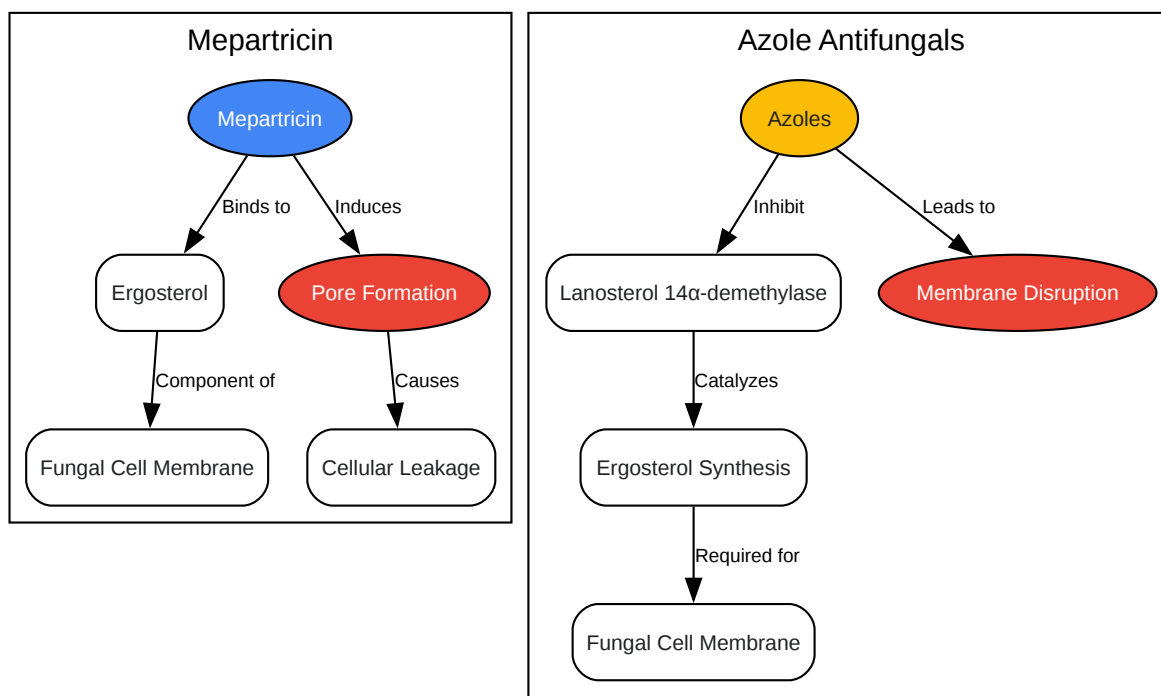 Mepartricin
Mepartricin
Binds to
Induces
Ergosterol
Pore Formation
Component of
Causes
Fungal Cell Membrane
Cellular Leakage
Azole Antifungals
Azoles
Inhibit
Leads to
Lanosterol 14α-demethylase
Membrane Disruption
Catalyzes
Ergosterol Synthesis
Required for
Fungal Cell Membrane